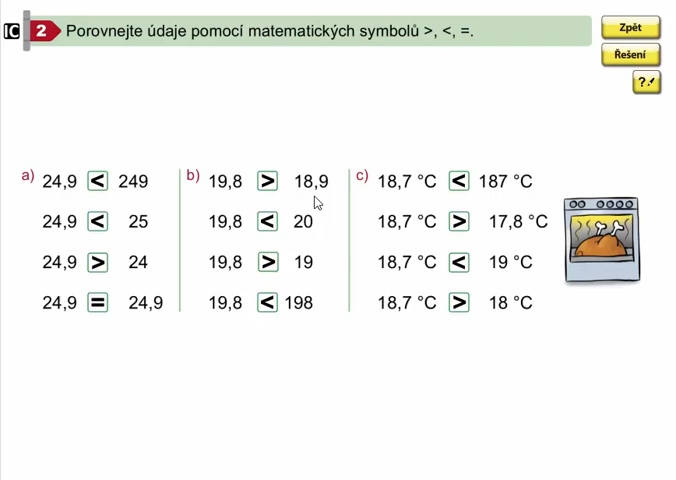 IC 2 Porovnejte údaje pomocí matematických symbolů >, <, =.
Zpět
Řešení
?✓
a) 24,9 < 249
24,9 < 25
24,9 > 24
24,9 = 24,9
b) 19,8 > 18,9
19,8 < 20
19,8 > 19
19,8 < 198
c) 18,7 °C < 187 °C
18,7 °C > 17,8 °C
18,7 °C < 19 °C
18,7 °C > 18 °C